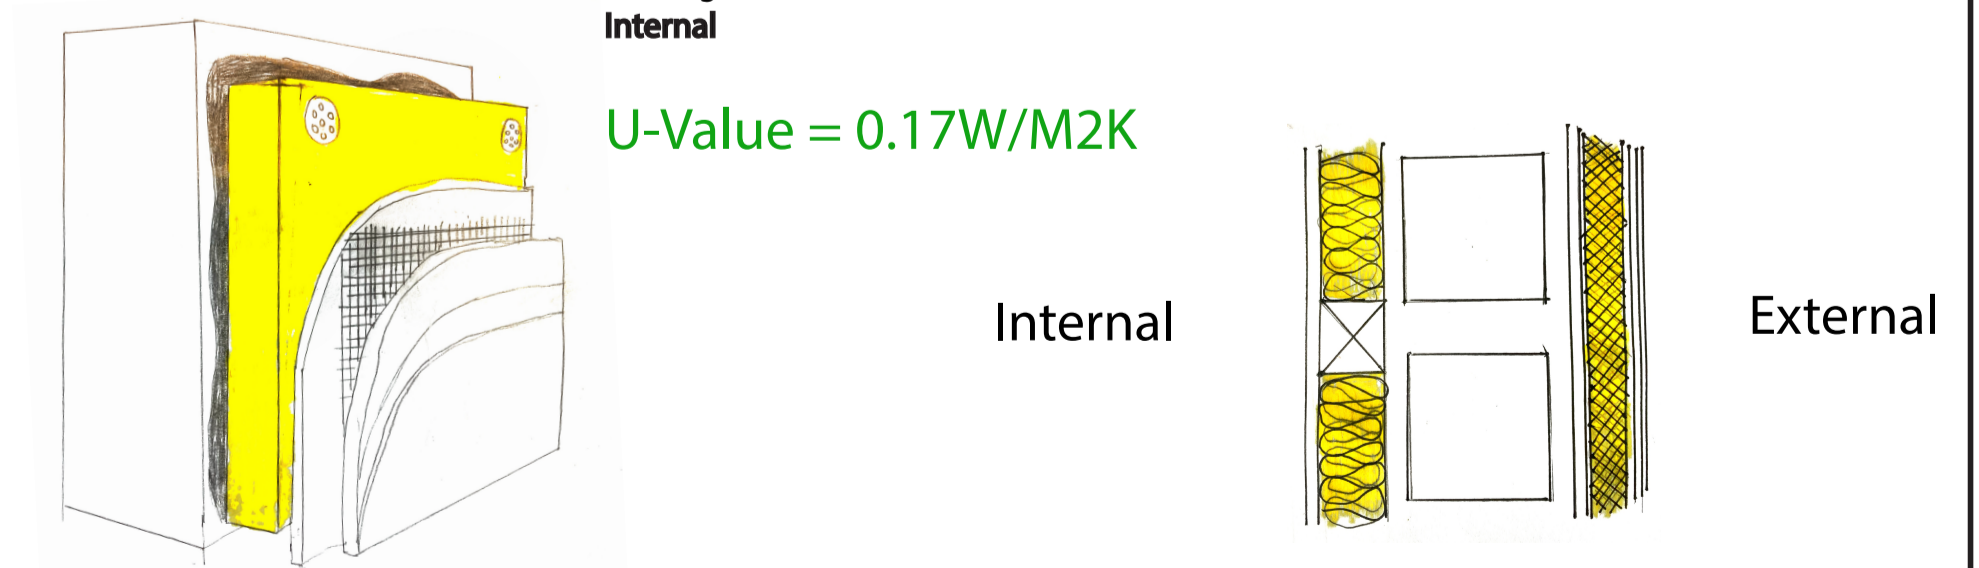 Internal
U-Value = 0.17W/M2K
Internal
External